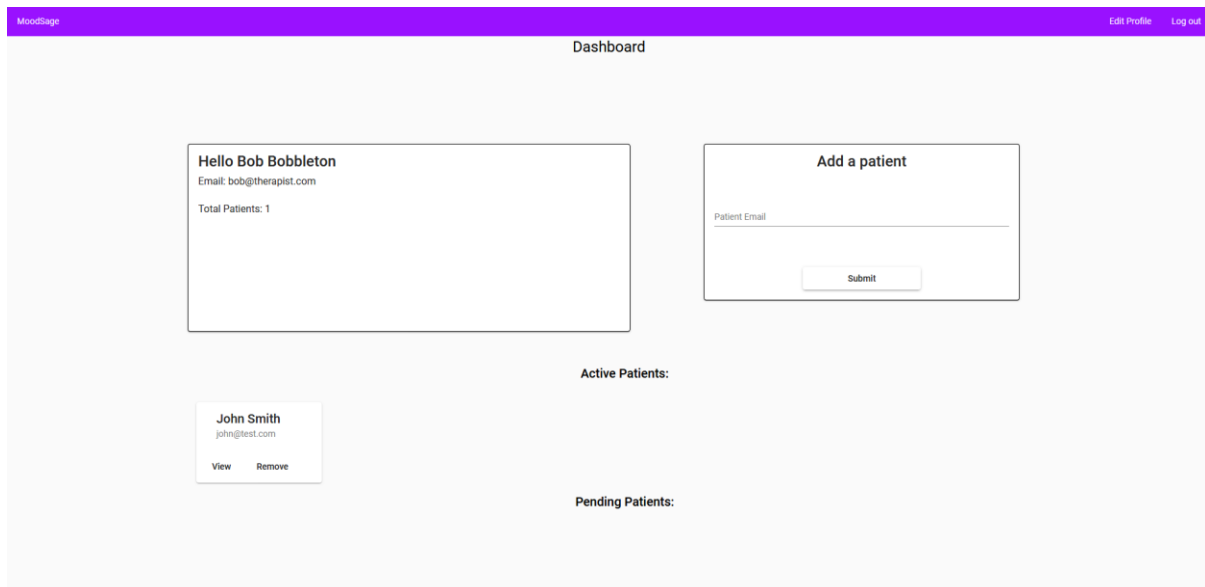 MoodSage
Edit Profile
Log out
Dashboard
Hello Bob Bobbleton
Email: bob@therapist.com
Total Patients: 1
Add a patient
Patient Email
Submit
Active Patients:
John Smith
john@test.com
View
Remove
Pending Patients: